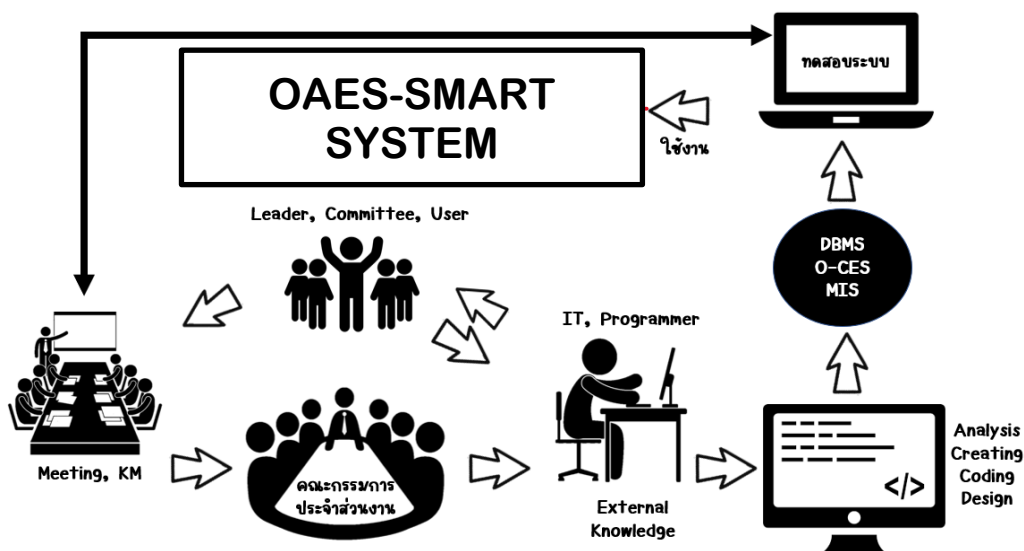 ทดสอบระบบ
OAES-SMART
SYSTEM
ใช้งาน
Leader, Committee, User
DBMS
O-CES
MIS
IT, Programmer
Meeting, KM
คณะกรรมการ
ประจำส่วนงาน
External
Knowledge
</>
Analysis
Creating
Coding
Design